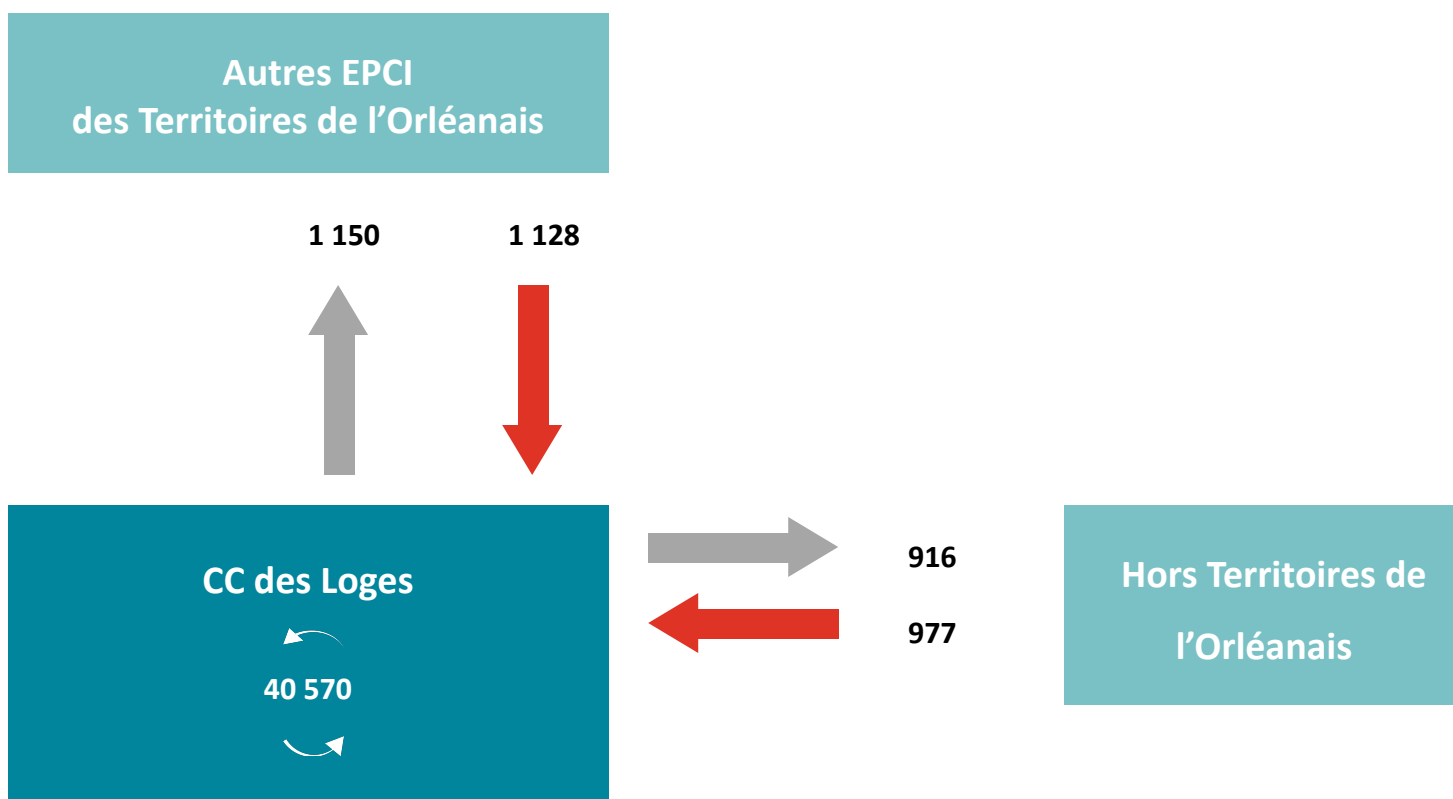 Autres EPCI
des Territoires de l’Orléanais
1 150 1 128
CC des Loges
40 570
916
977
Hors Territoires de
l’Orléanais